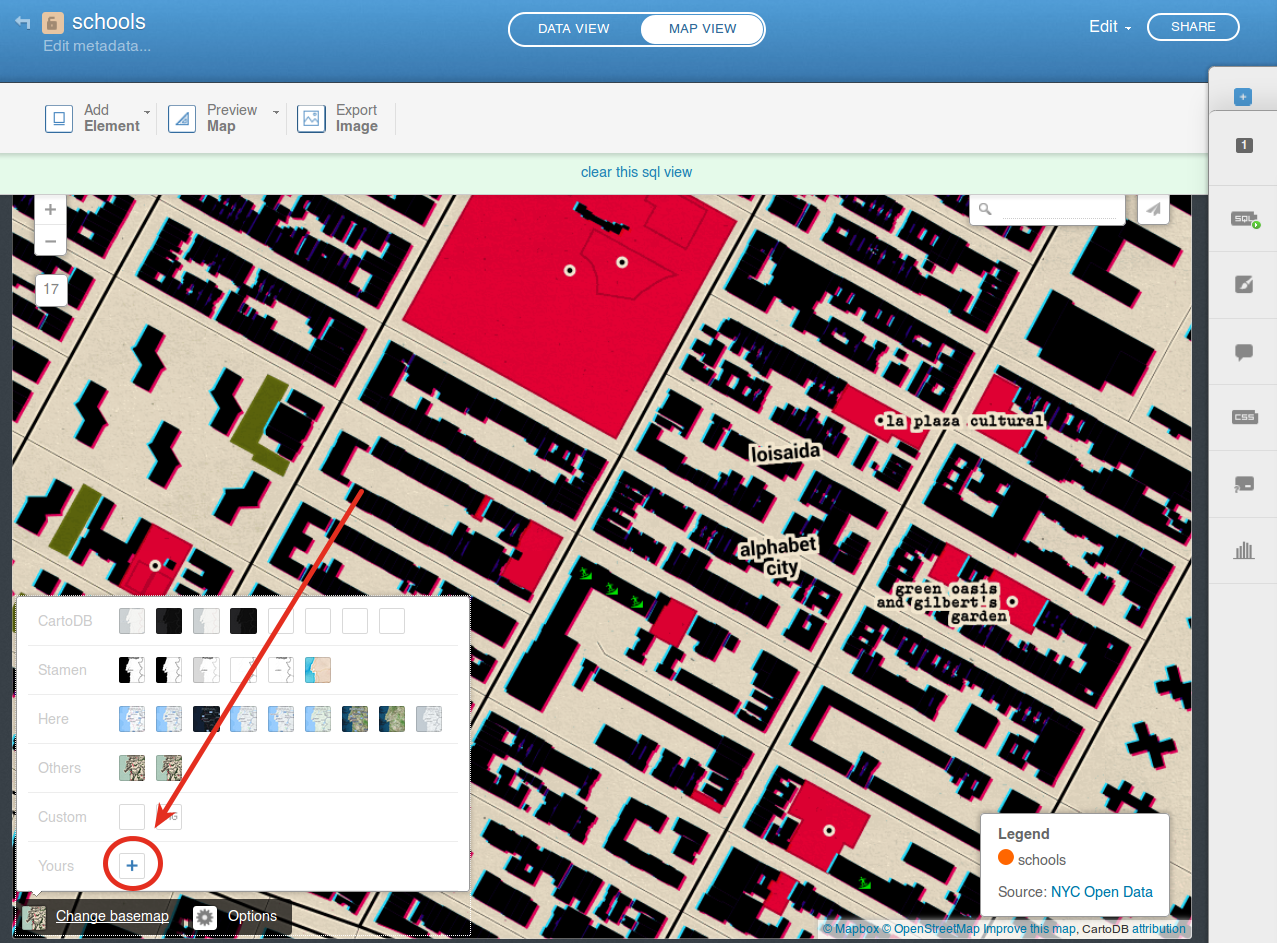 schools
Edit metadata...
DATA VIEW
MAP VIEW
Edit
SHARE
Add
Element
Preview
Map
Export
Image
+
1
clear this sql view
SQL
+
−
17
la plaza cultural
loisaida
CSS
alphabet
city
green oasis
and gilbert's
garden
CartoDB
Stamen
Here
Others
Custom
Yours
+
Legend
schools
Source: NYC Open Data
Change basemap
Options
© Mapbox © OpenStreetMap Improve this map, CartoDB attribution